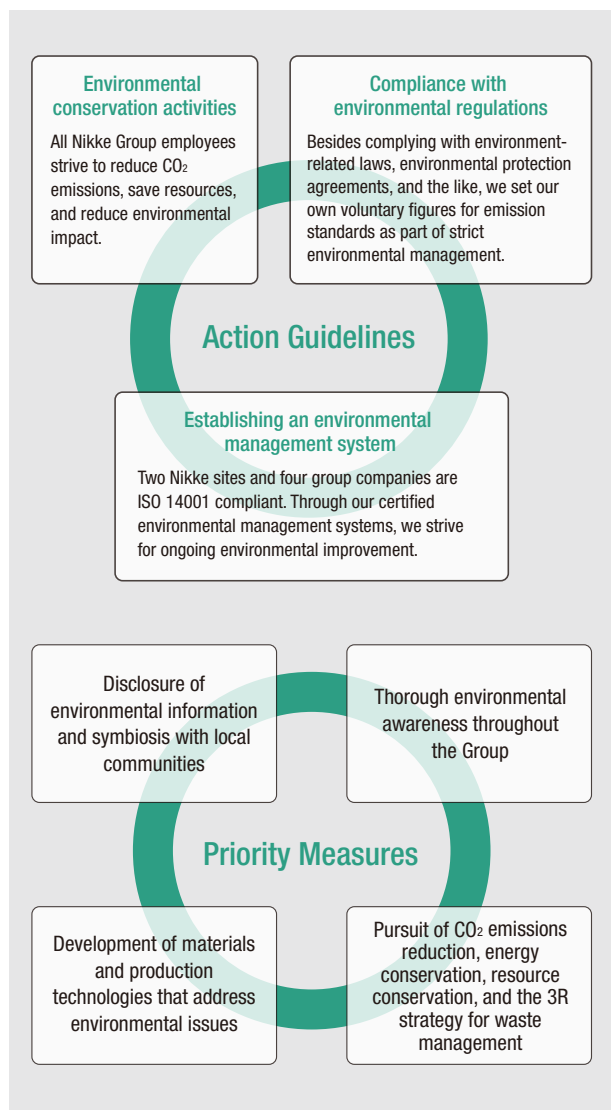 Environmental
conservation activities
All Nikke Group employees
strive to reduce CO₂
emissions, save resources,
and reduce environmental
impact.
Compliance with
environmental regulations
Besides complying with environment-
related laws, environmental protection
agreements, and the like, we set our
own voluntary figures for emission
standards as part of strict
environmental management.
Action Guidelines
Establishing an environmental
management system
Two Nikke sites and four group companies are
ISO 14001 compliant. Through our certified
environmental management systems, we strive
for ongoing environmental improvement.
Disclosure of
environmental information
and symbiosis with local
communities
Thorough environmental
awareness throughout
the Group
Priority Measures
Development of materials
and production
technologies that address
environmental issues
Pursuit of CO₂ emissions
reduction, energy
conservation, resource
conservation, and the 3R
strategy for waste
management